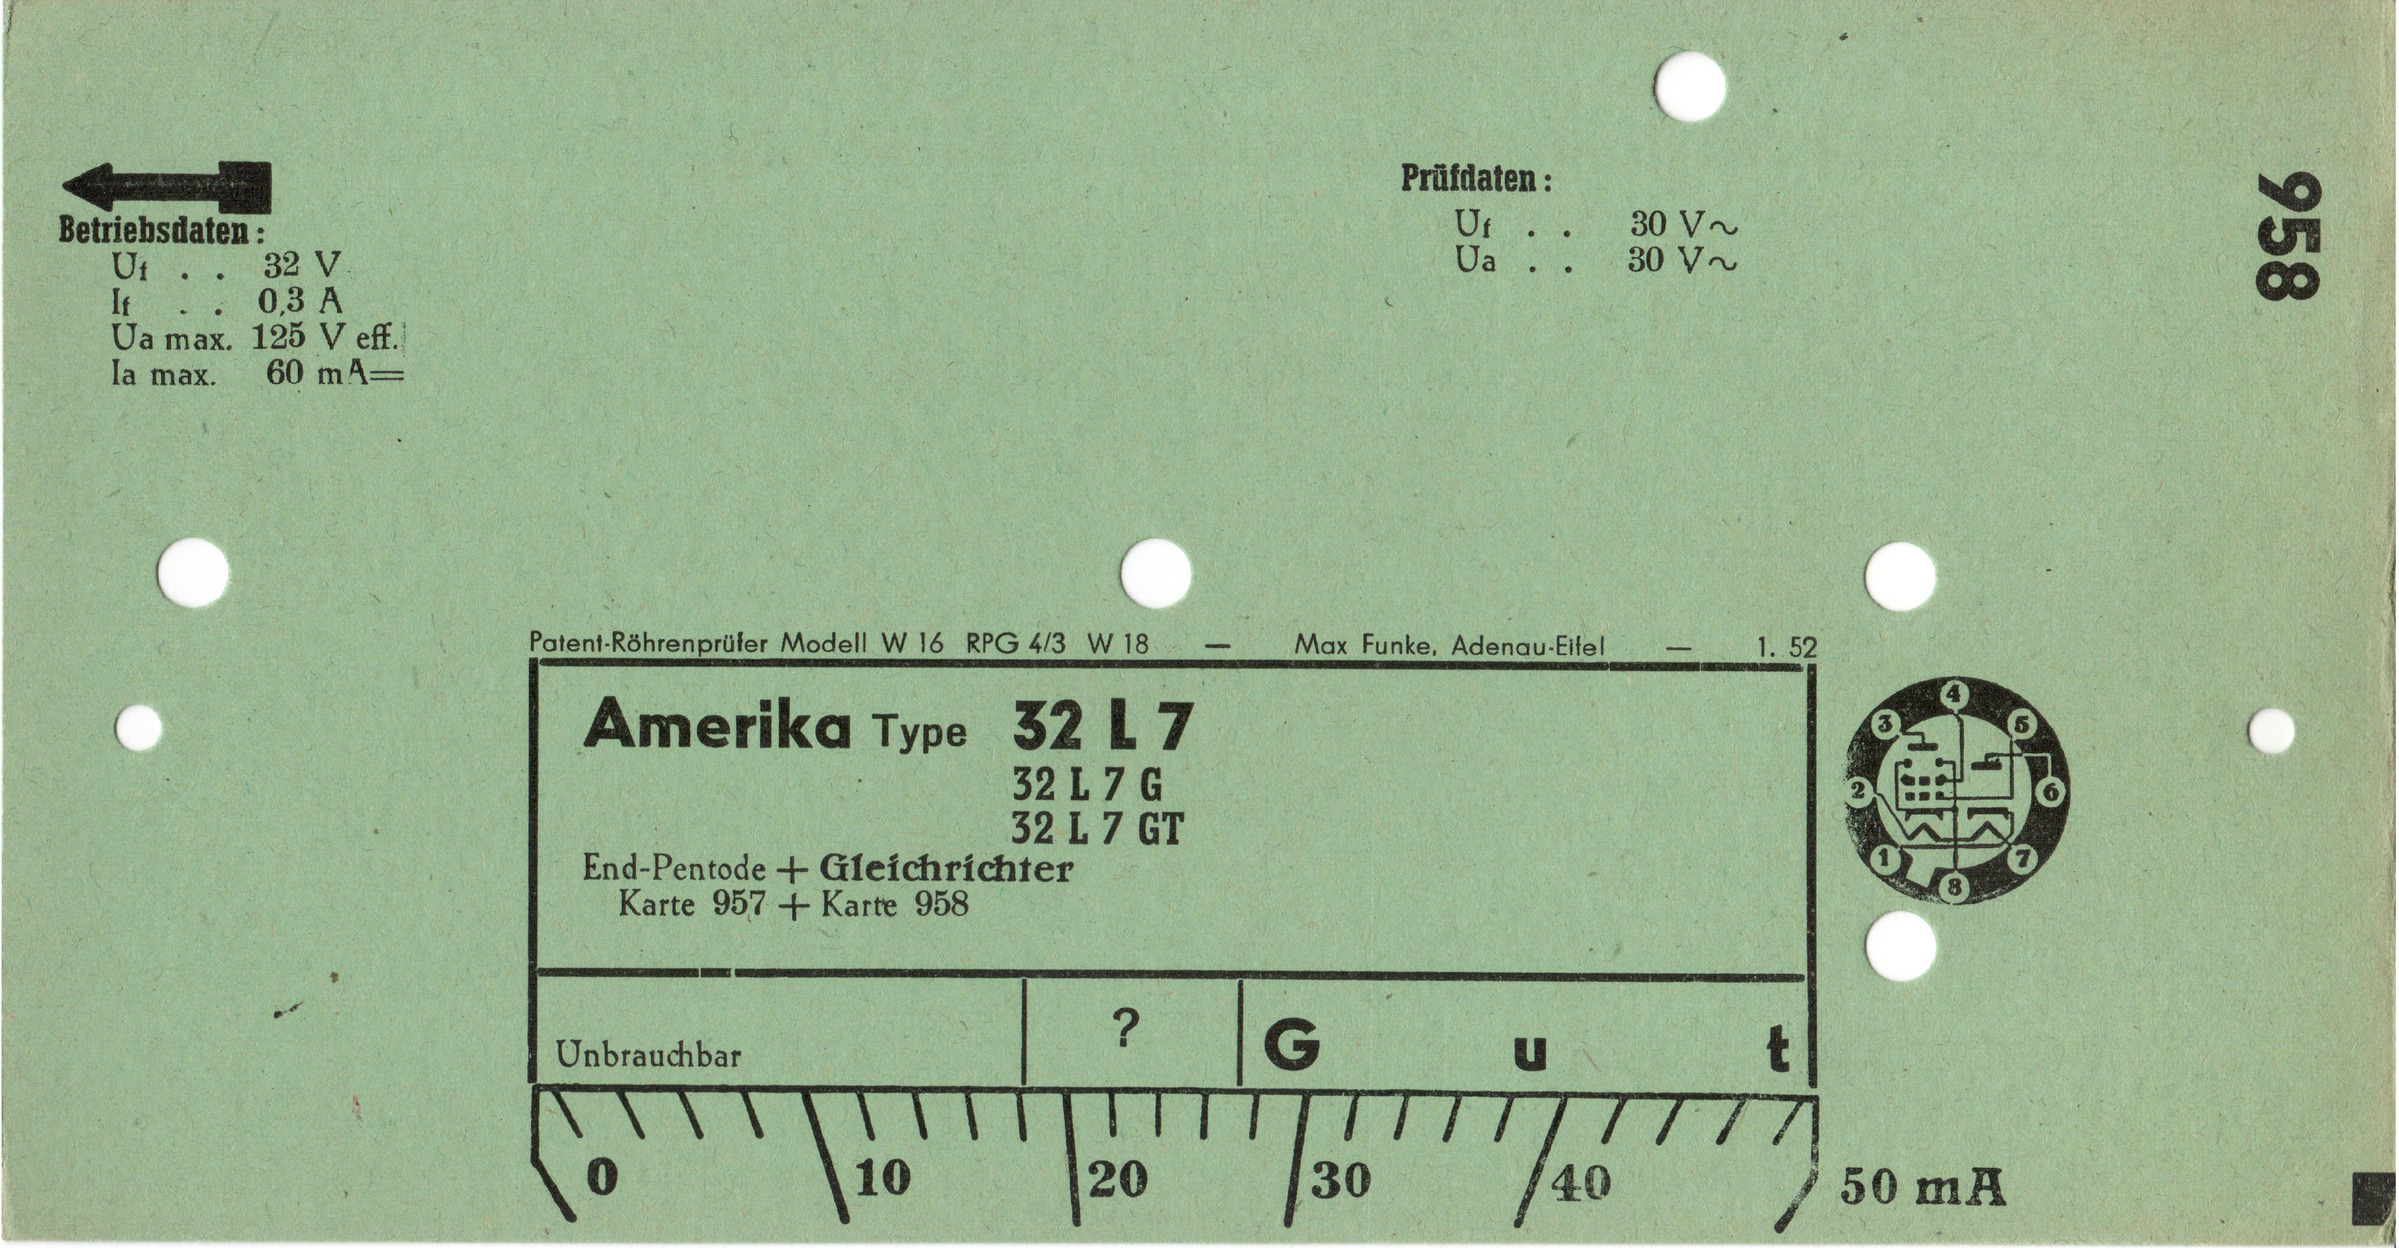 Betriebsdaten:
Uf . . 32 V
If . . 0,3 A
Ua max. 125 V eff.
Ia max. 60 mA=
Prüfdaten:
Uf . . 30 V~
Ua . . 30 V~
958
Patent-Röhrenprüfer Modell W 16 RPG 4/3 W 18 — Max Funke, Adenau-Eifel — 1. 52
Amerika Type 32 L 7
32 L 7 G
32 L 7 GT
End-Pentode + Gleichrichter
Karte 957 + Karte 958
Unbrauchbar ? Gut
0 10 20 30 40 50 mA
4
3 5
2 6
1 7
8